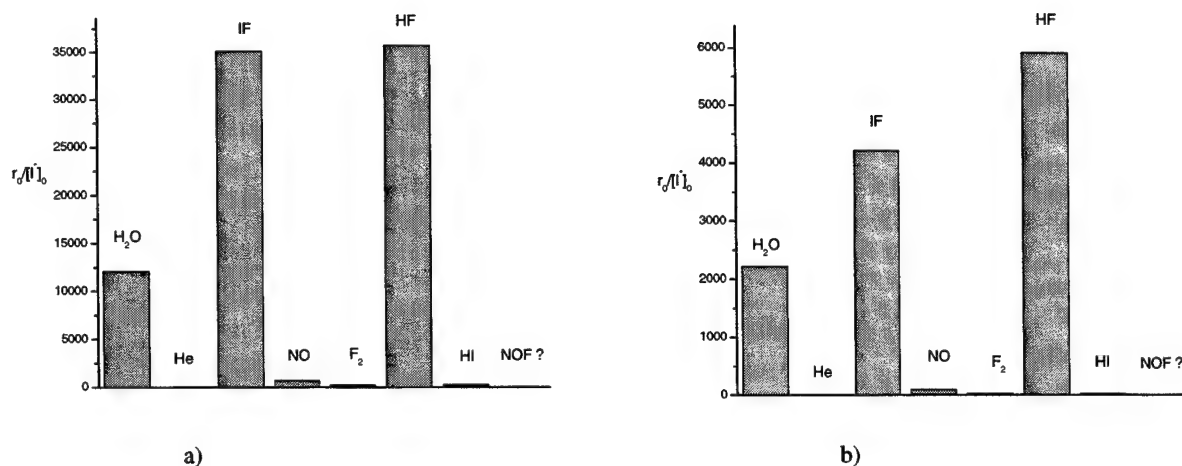 HF
IF
35000
30000
25000
20000
r₀/[I*]₀
15000
H₂O
10000
5000
He
NO
F₂
HI
NOF ?
0
a)
HF
6000
IF
4000
r₀/[I*]₀
5000
3000
H₂O
2000
1000
He
NO
F₂
HI
NOF ?
0
b)